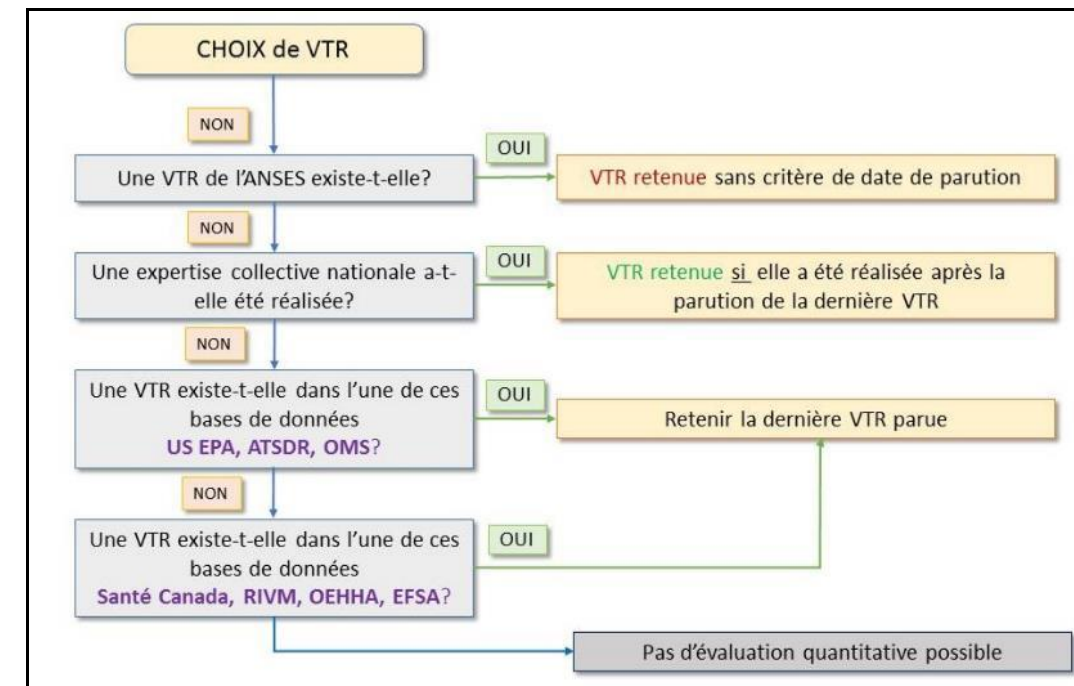 CHOIX de VTR
NON
OUI
Une VTR de l'ANSES existe-t-elle?
VTR retenue sans critère de date de parution
NON
OUI
Une expertise collective nationale a-t-
elle été réalisée?
VTR retenue si elle a été réalisée après la
parution de la dernière VTR
NON
Une VTR existe-t-elle dans l'une de ces
bases de données
US EPA, ATSDR, OMS?
OUI
Retenir la dernière VTR parue
NON
Une VTR existe-t-elle dans l'une de ces
bases de données
Santé Canada, RIVM, OEHHA, EFSA?
OUI
Pas d'évaluation quantitative possible